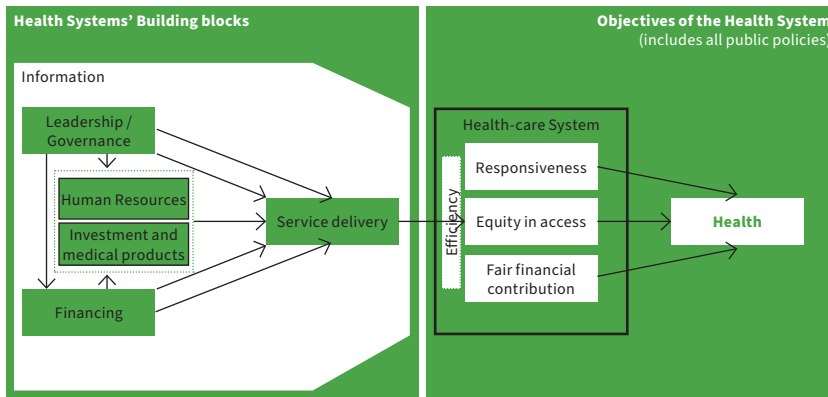 Health Systems’ Building blocks
Information
Leadership /
Governance
Human Resources
Investment and
medical products
Financing
Service delivery
Objectives of the Health System
(includes all public policies)
Health-care System
Efficiency
Responsiveness
Equity in access
Fair financial
contribution
Health